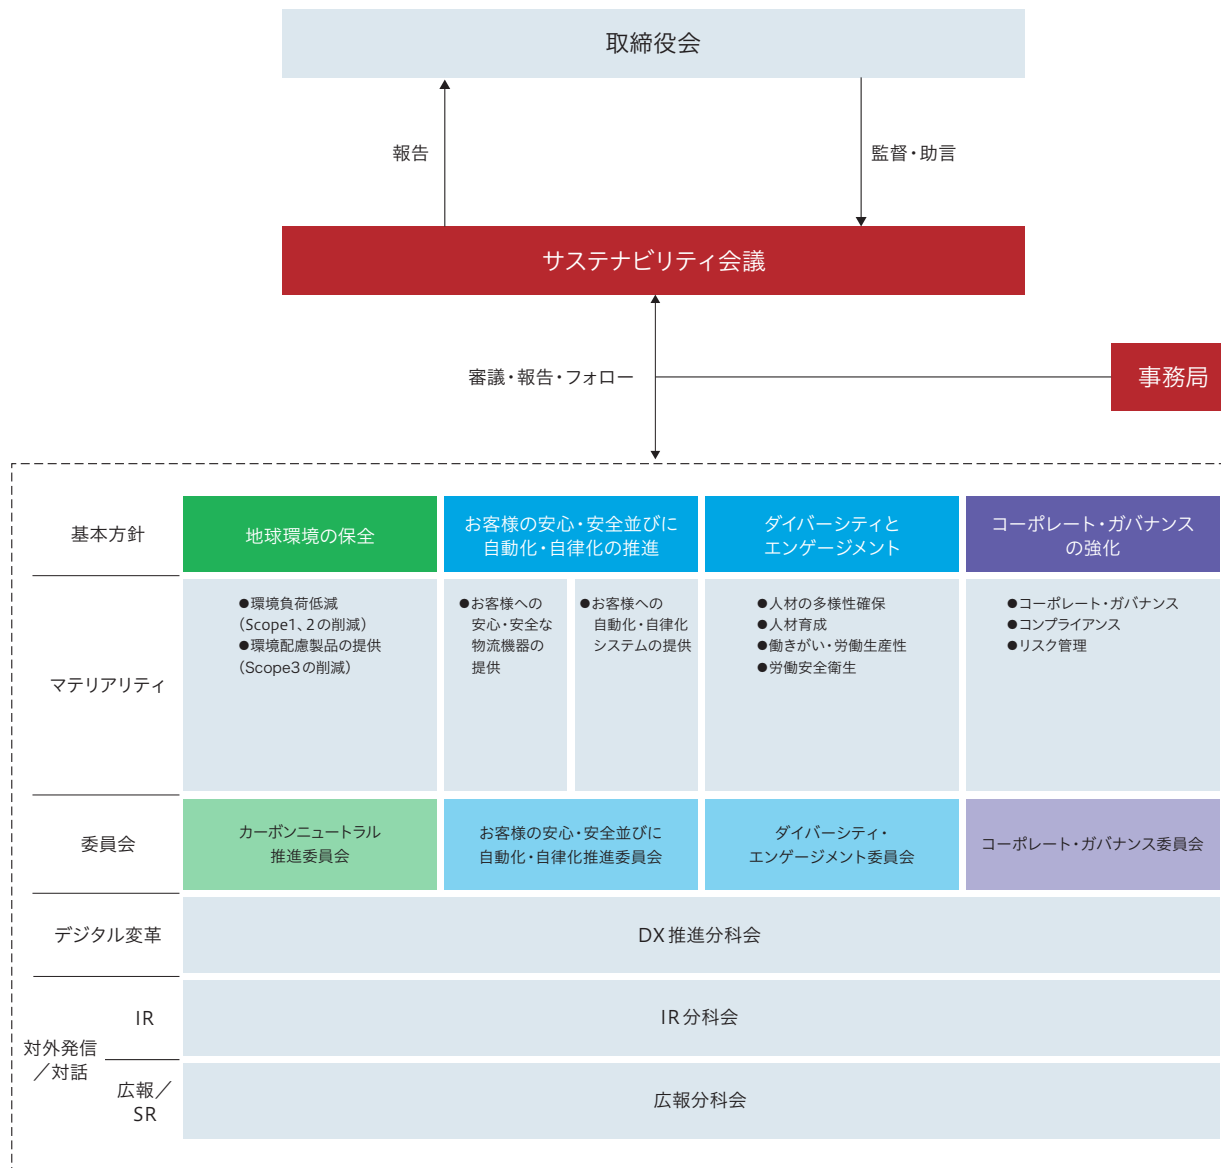 取締役会
報告
監督・助言
サステナビリティ会議
審議・報告・フォロー
事務局
基本方針
地球環境の保全
お客様の安心・安全並びに
自動化・自律化の推進
ダイバーシティと
エンゲージメント
コーポレート・ガバナンス
の強化
マテリアリティ
●環境負荷低減
(Scope1、2の削減)
●環境配慮製品の提供
(Scope3の削減)
●お客様への
安心・安全な
物流機器の
提供
●お客様への
自動化・自律化
システムの提供
●人材の多様性確保
●人材育成
●働きがい・労働生産性
●労働安全衛生
●コーポレート・ガバナンス
●コンプライアンス
●リスク管理
委員会
カーボンニュートラル
推進委員会
お客様の安心・安全並びに
自動化・自律化推進委員会
ダイバーシティ・
エンゲージメント委員会
コーポレート・ガバナンス委員会
デジタル変革
DX推進分科会
対外発信
／対話
IR
IR分科会
広報／
SR
広報分科会